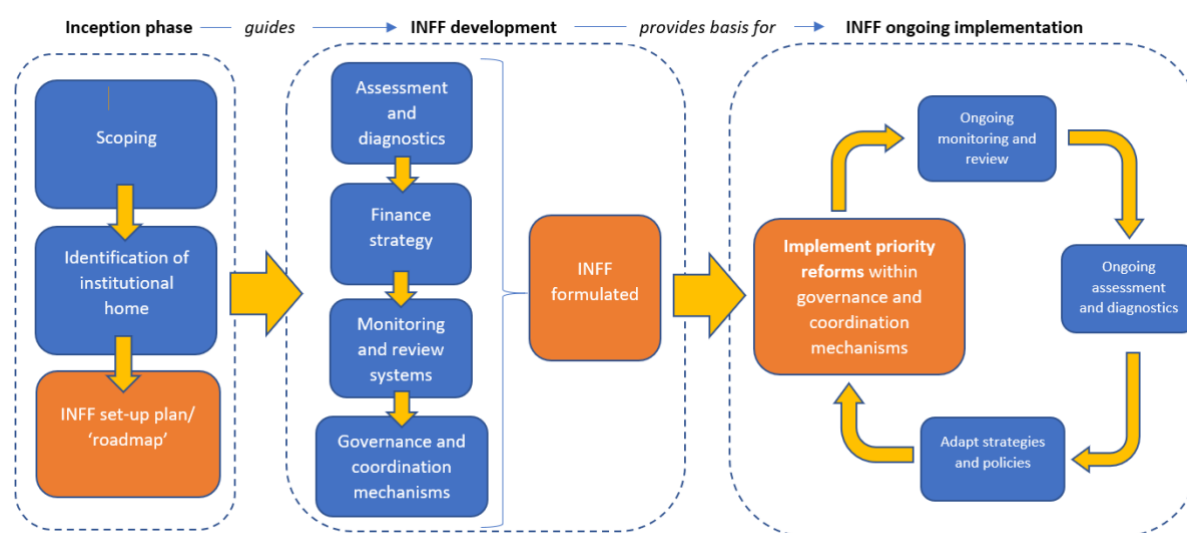 Inception phase guides INFF development provides basis for INFF ongoing implementation
Scoping
Identification of
institutional
home
INFF set-up plan/
‘roadmap’
Assessment
and
diagnostics
Finance
strategy
Monitoring
and review
systems
Governance and
coordination
mechanisms
INFF
formulated
Implement priority
reforms within
governance and
coordination
mechanisms
Ongoing
monitoring and
review
Ongoing
assessment
and diagnostics
Adapt strategies
and policies